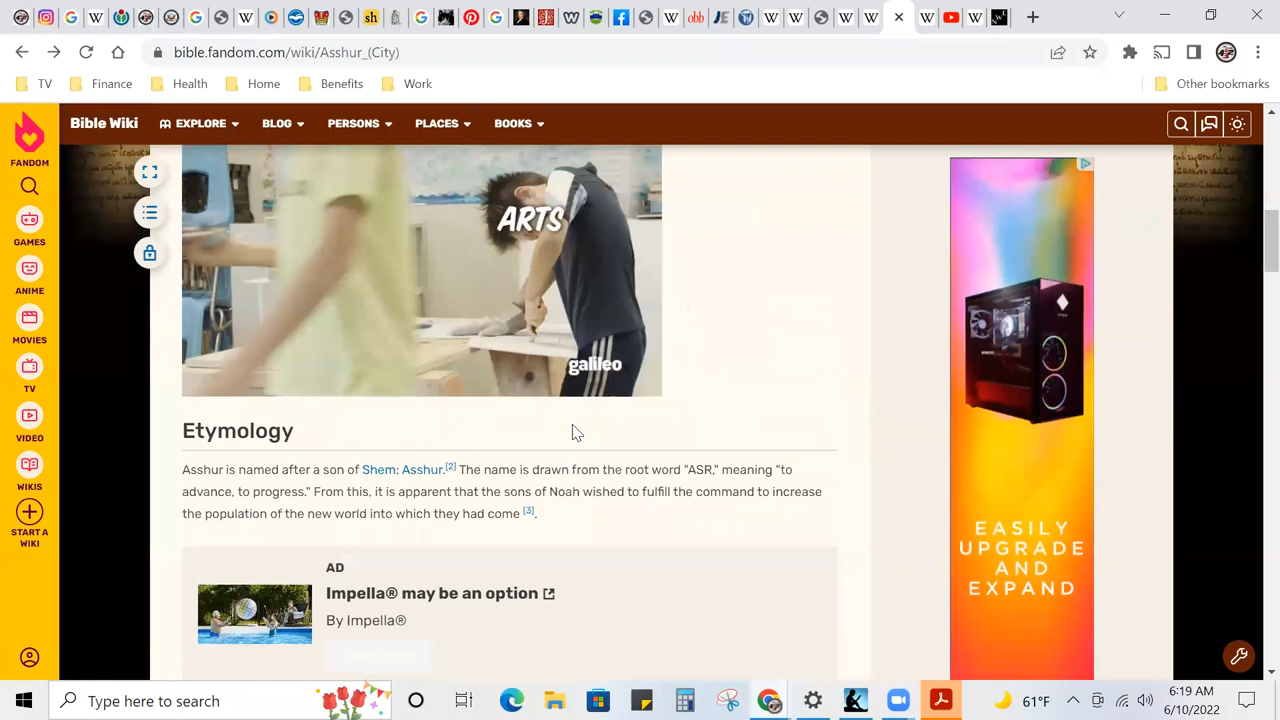 bible.fandom.com/wiki/Asshur_(City)
TV
Finance
Health
Home
Benefits
Work
Other bookmarks
Bible Wiki
EXPLORE
BLOG
PERSONS
PLACES
BOOKS
FANDOM
GAMES
ANIME
MOVIES
TV
VIDEO
WIKIS
START A
WIKI
ARTS
galileo
Etymology
Asshur is named after a son of Shem: Asshur.[2] The name is drawn from the root word "ASR," meaning "to
advance, to progress." From this, it is apparent that the sons of Noah wished to fulfill the command to increase
the population of the new world into which they had come [3].
AD
Impella® may be an option
By Impella®
EASILY
UPGRADE
AND
EXPAND
Type here to search
61°F
6:19 AM
6/10/2022